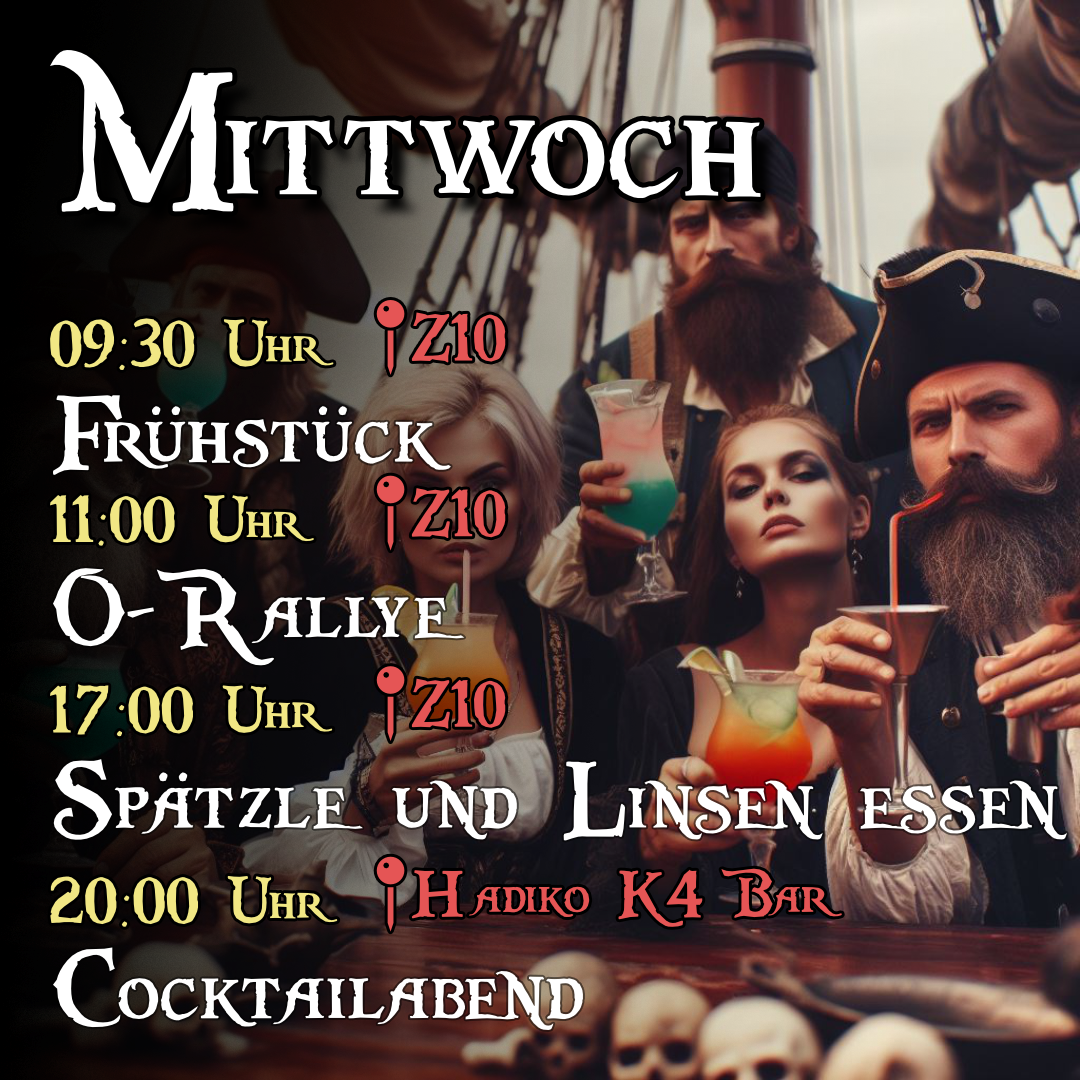 Mittwoch
09:30 Uhr Z10
Frühstück
11:00 Uhr Z10
O-Rallye
17:00 Uhr Z10
Spätzle und Linsen essen
20:00 Uhr Hadiko K4 Bar
Cocktailabend